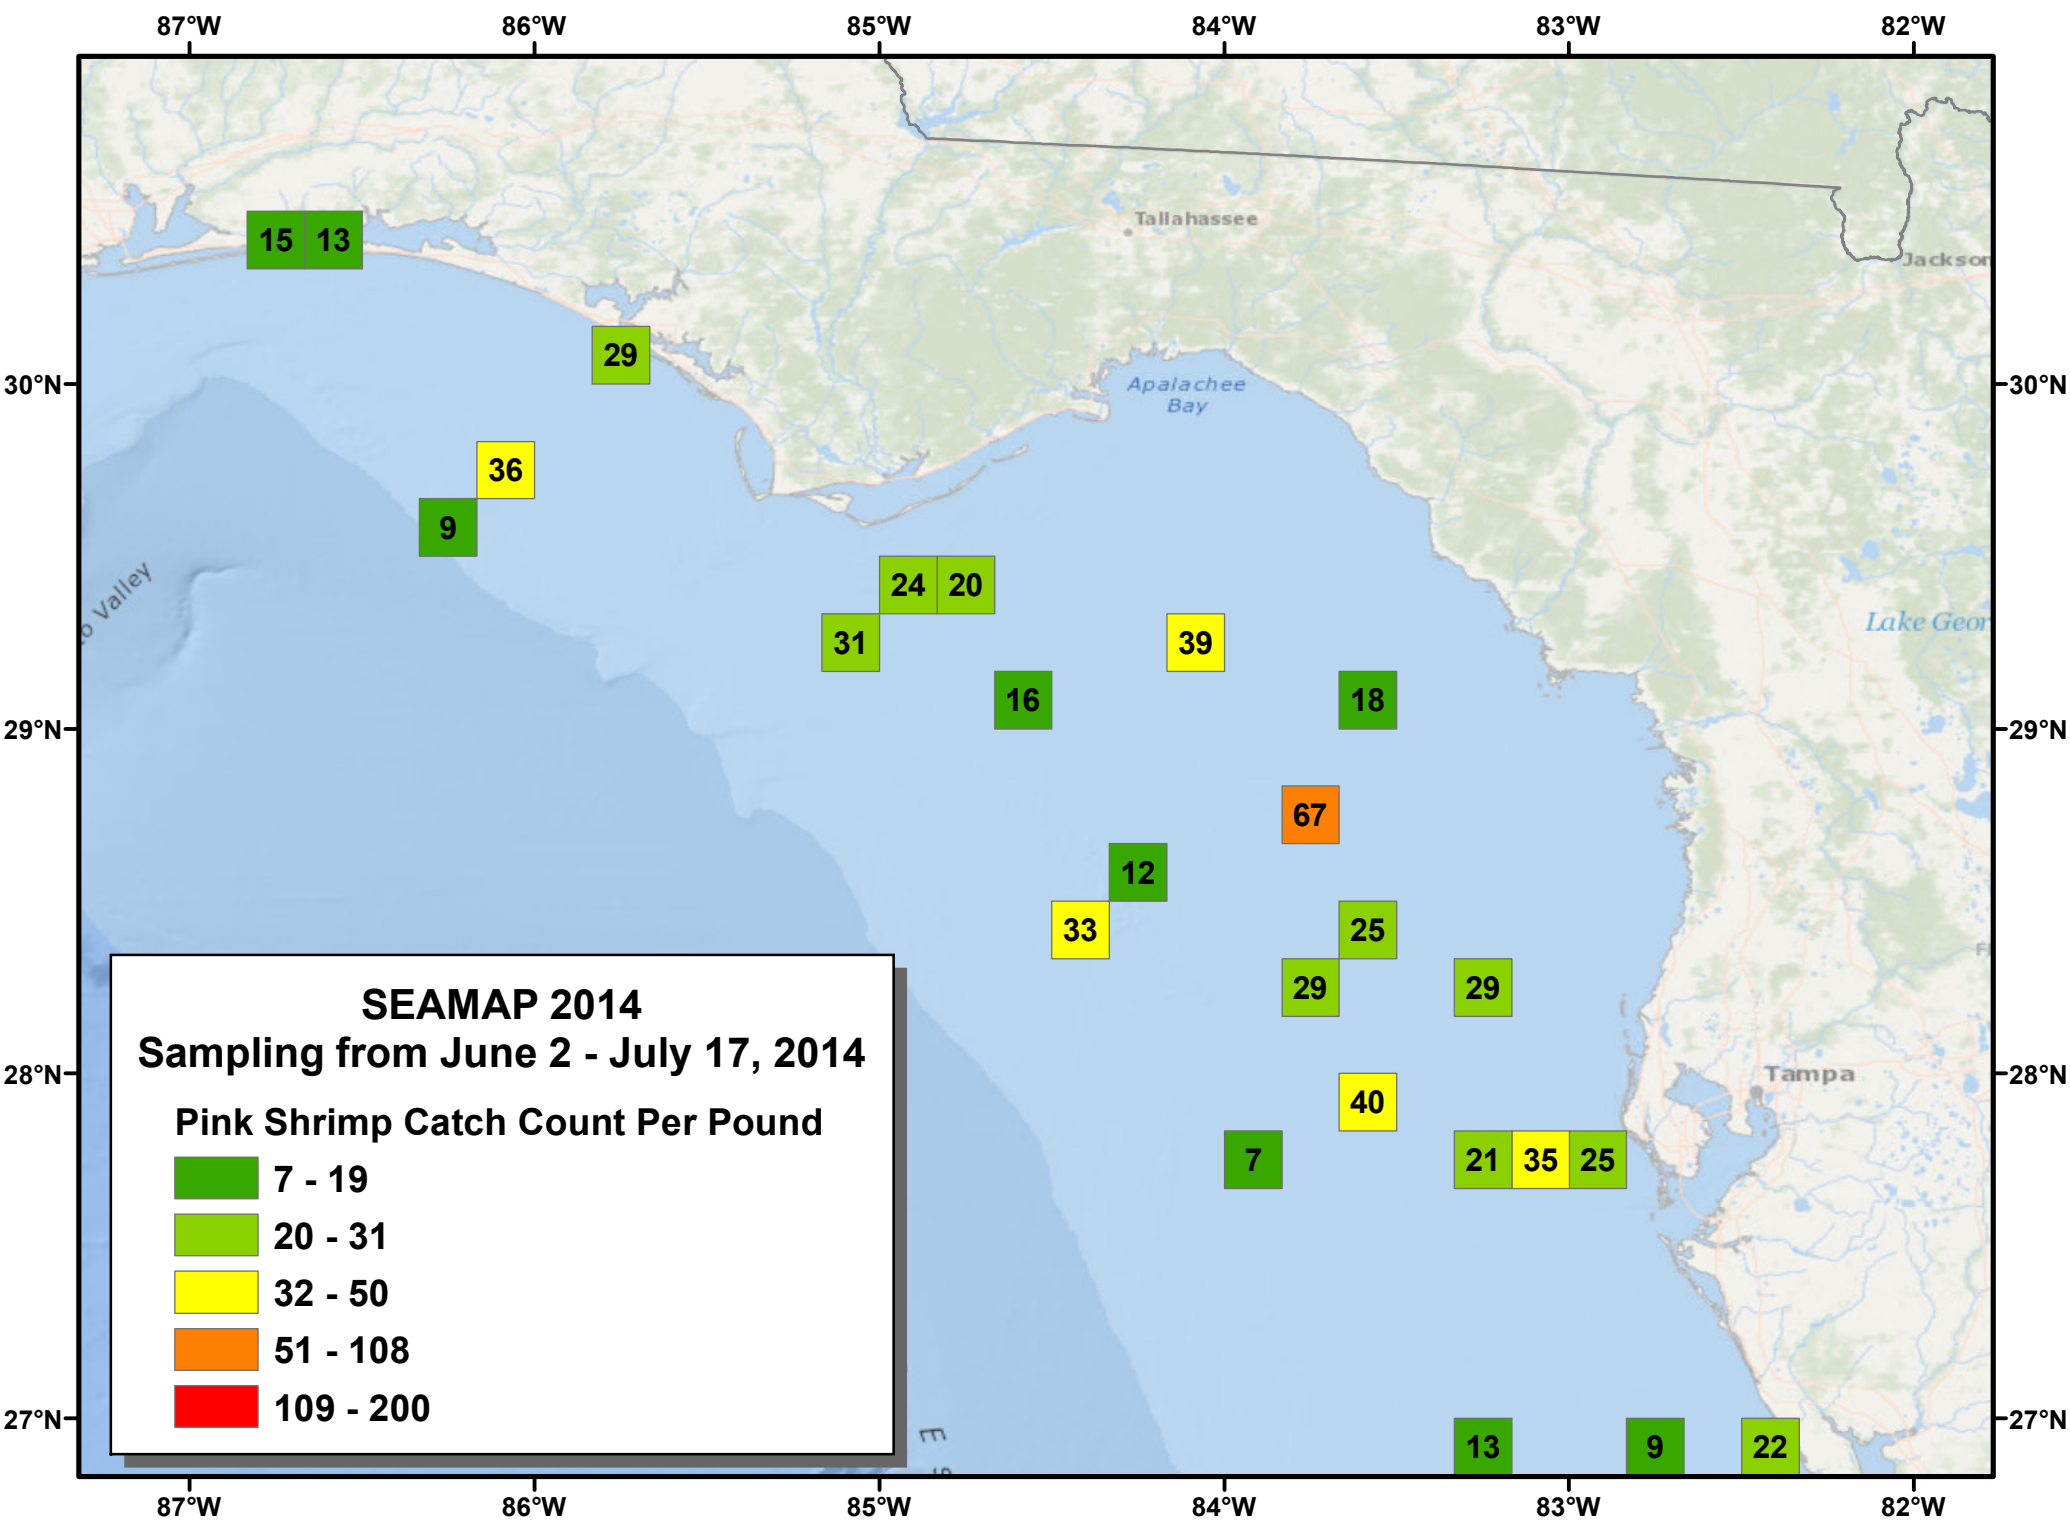 87°W 86°W 85°W 84°W 83°W 82°W
Tallahassee
15 13
Jackson
29
30°N Apalachee 30°N
Bay
36
9
24 20
Valley
Lake Geor
31 39
16 18
29°N 29°N
67
12
33 25
29 29
SEAMAP 2014
Sampling from June 2 - July 17, 2014
28°N Tampa 28°N
40
Pink Shrimp Catch Count Per Pound
7 21 35 25
7 - 19
20 - 31
32 - 50
51 - 108
109 - 200
27°N 27°N
13 9 22
E
87°W 86°W 85°W 84°W 83°W 82°W